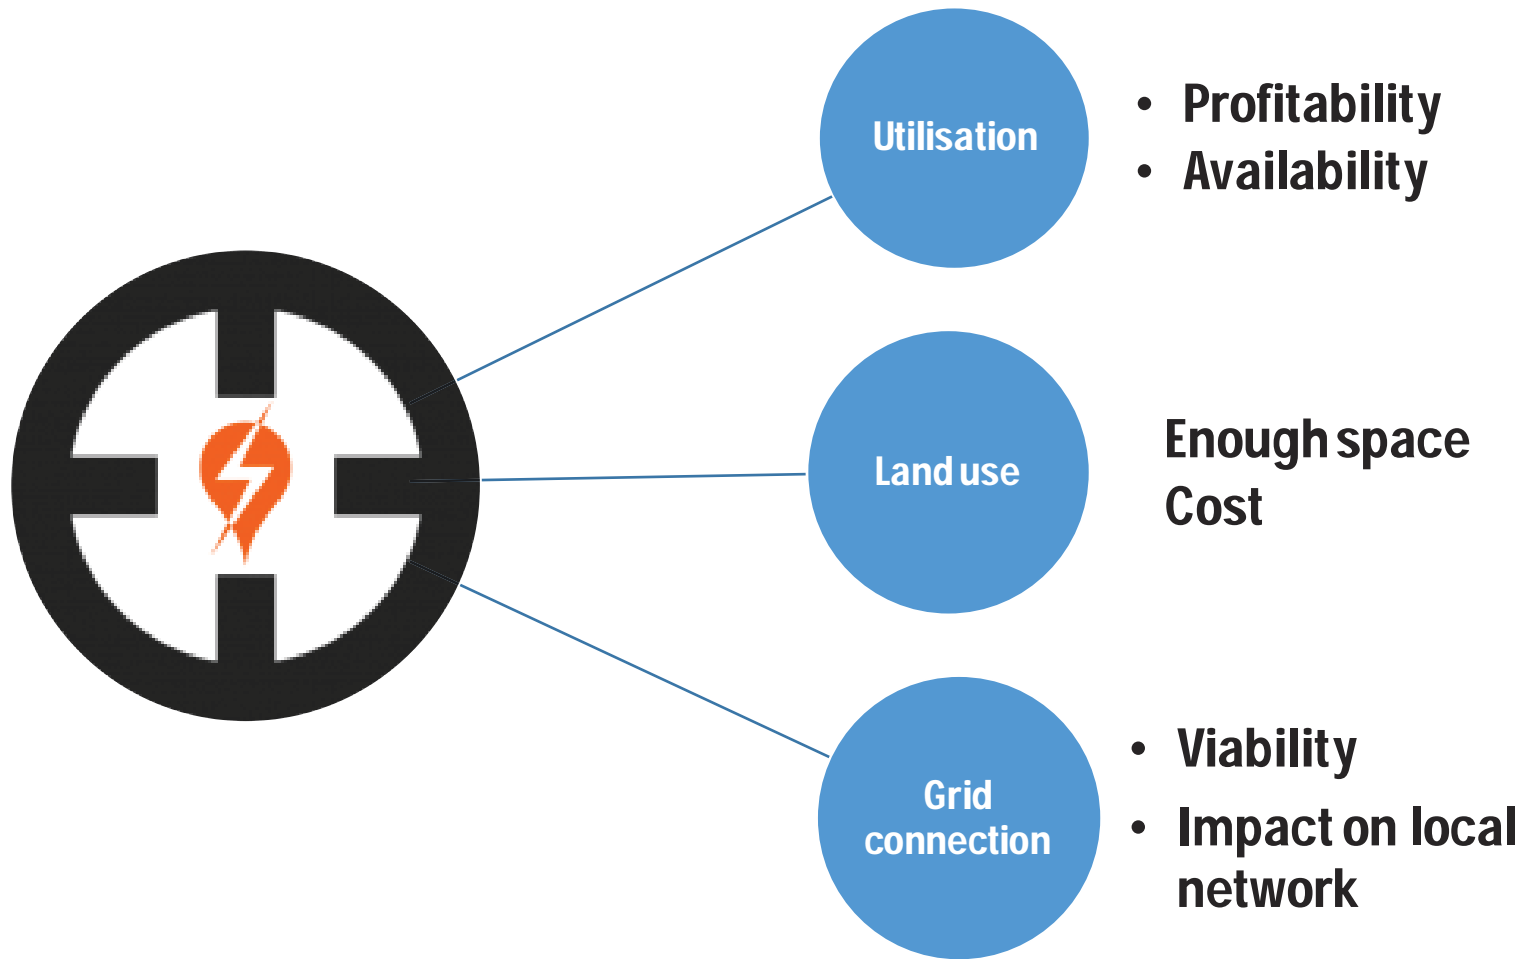 Utilisation
• Profitability
• Availability
Land use
Enough space
Cost
Grid
connection
• Viability
• Impact on local
network